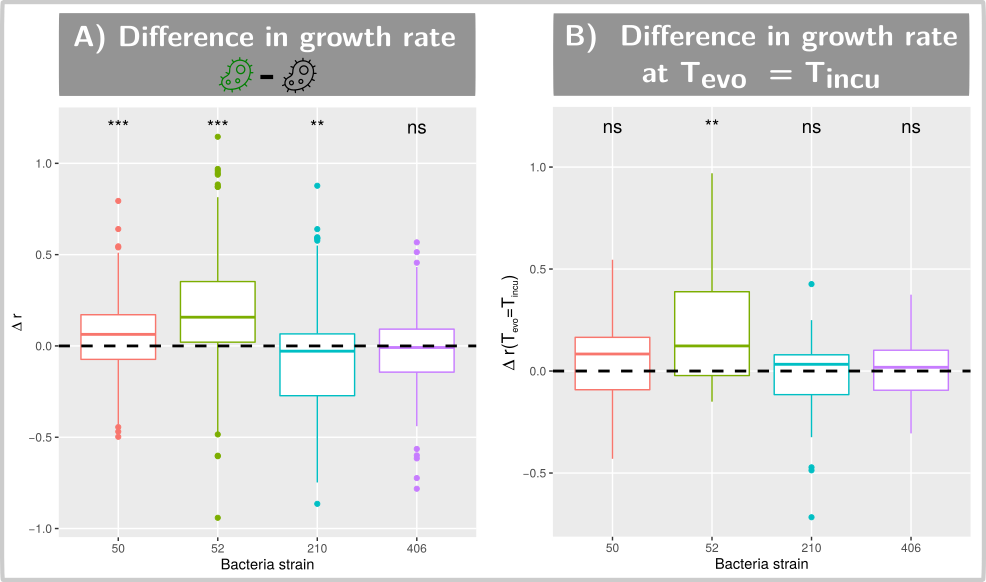 A) Difference in growth rate
-
*** *** ** ns
1.0
0.5
0.0
−0.5
−1.0
Δ r
50 52 210 406
Bacteria strain
B) Difference in growth rate
at Tevo = Tincu
ns ** ns ns
1.0
0.5
0.0
−0.5
Δ r(Tevo=Tincu)
50 52 210 406
Bacteria strain